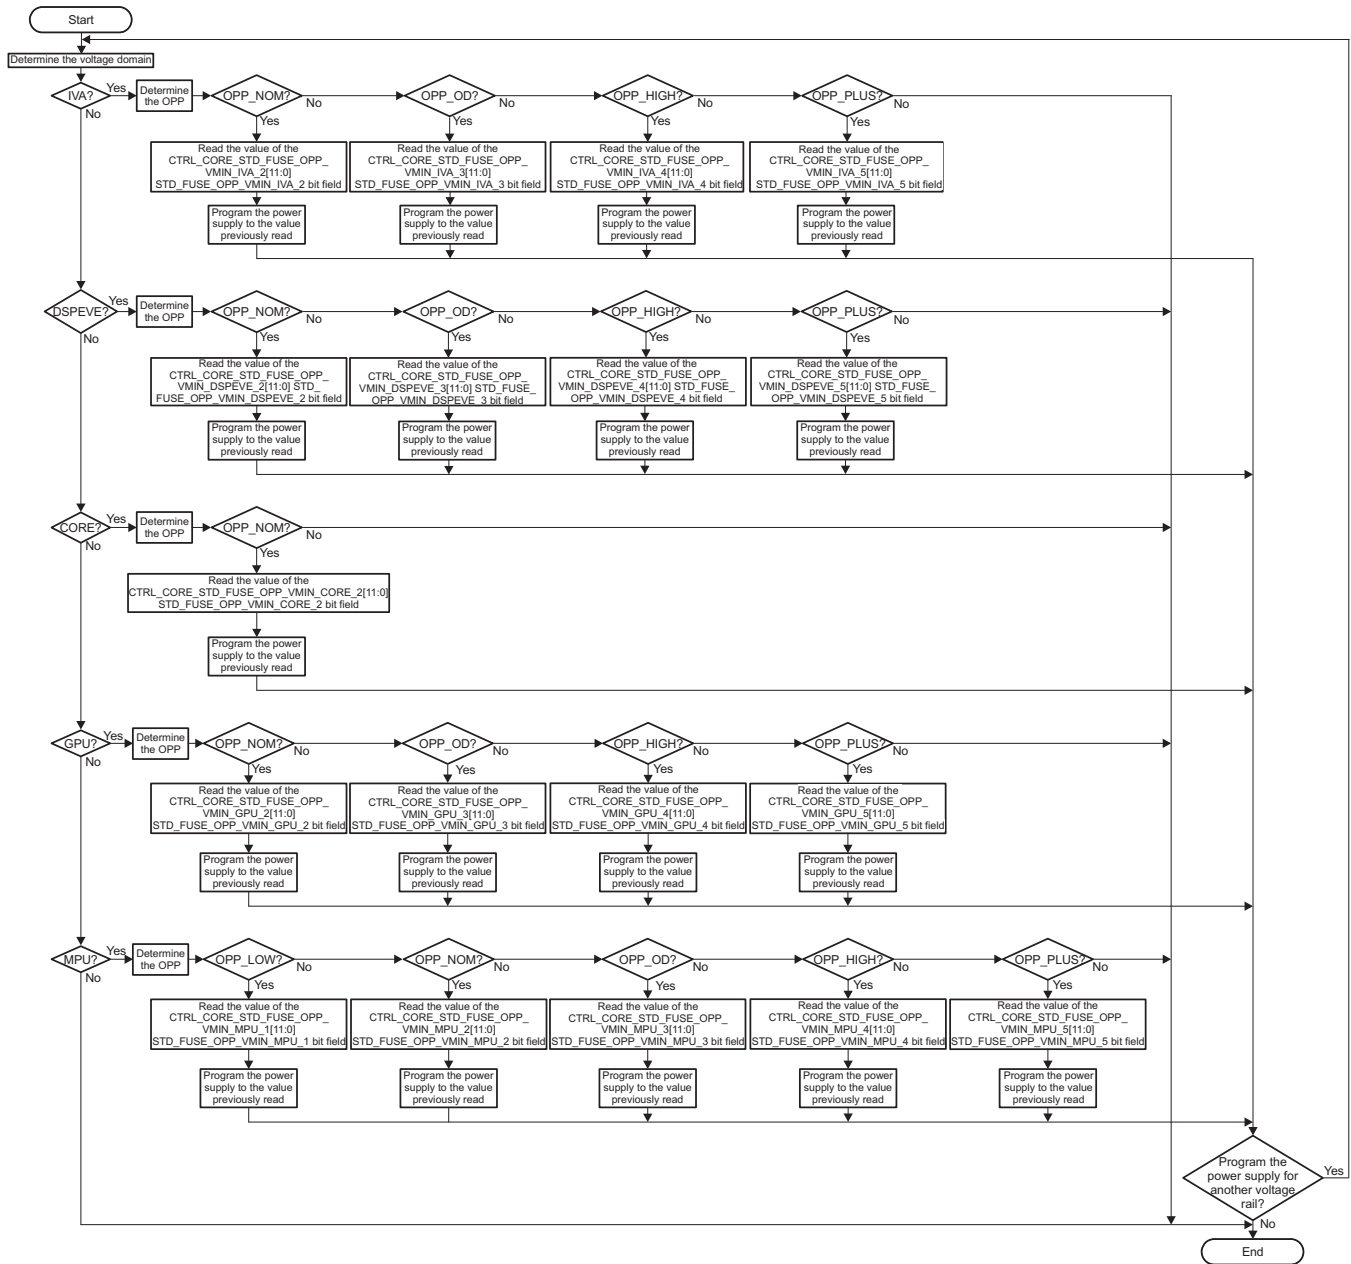 Start
Determine the voltage domain
IVA?
Yes
No
Determine
the OPP
OPP_NOM?
No
Yes
OPP_OD?
No
Yes
OPP_HIGH?
No
Yes
OPP_PLUS?
No
Yes
Read the value of the
CTRL_CORE_STD_FUSE_OPP_
VMIN_IVA_2[11:0]
STD_FUSE_OPP_VMIN_IVA_2 bit field
Read the value of the
CTRL_CORE_STD_FUSE_OPP_
VMIN_IVA_3[11:0]
STD_FUSE_OPP_VMIN_IVA_3 bit field
Read the value of the
CTRL_CORE_STD_FUSE_OPP_
VMIN_IVA_4[11:0]
STD_FUSE_OPP_VMIN_IVA_4 bit field
Read the value of the
CTRL_CORE_STD_FUSE_OPP_
VMIN_IVA_5[11:0]
STD_FUSE_OPP_VMIN_IVA_5 bit field
Program the power
supply to the value
previously read
Program the power
supply to the value
previously read
Program the power
supply to the value
previously read
Program the power
supply to the value
previously read
DSPEVE?
Yes
No
Determine
the OPP
OPP_NOM?
No
Yes
OPP_OD?
No
Yes
OPP_HIGH?
No
Yes
OPP_PLUS?
No
Yes
Read the value of the
CTRL_CORE_STD_FUSE_OPP_
VMIN_DSPEVE_2[11:0] STD_
FUSE_OPP_VMIN_DSPEVE_2 bit field
Read the value of the
CTRL_CORE_STD_FUSE_OPP_
VMIN_DSPEVE_3[11:0] STD_FUSE_
OPP_VMIN_DSPEVE_3 bit field
Read the value of the
CTRL_CORE_STD_FUSE_OPP_
VMIN_DSPEVE_4[11:0] STD_FUSE_
OPP_VMIN_DSPEVE_4 bit field
Read the value of the
CTRL_CORE_STD_FUSE_OPP_
VMIN_DSPEVE_5[11:0] STD_FUSE_
OPP_VMIN_DSPEVE_5 bit field
Program the power
supply to the value
previously read
Program the power
supply to the value
previously read
Program the power
supply to the value
previously read
Program the power
supply to the value
previously read
CORE?
Yes
No
Determine
the OPP
OPP_NOM?
No
Yes
Read the value of the
CTRL_CORE_STD_FUSE_OPP_VMIN_CORE_2[11:0]
STD_FUSE_OPP_VMIN_CORE_2 bit field
Program the power
supply to the value
previously read
GPU?
Yes
No
Determine
the OPP
OPP_NOM?
No
Yes
OPP_OD?
No
Yes
OPP_HIGH?
No
Yes
OPP_PLUS?
No
Yes
Read the value of the
CTRL_CORE_STD_FUSE_OPP_
VMIN_GPU_2[11:0]
STD_FUSE_OPP_VMIN_GPU_2 bit field
Read the value of the
CTRL_CORE_STD_FUSE_OPP_
VMIN_GPU_3[11:0]
STD_FUSE_OPP_VMIN_GPU_3 bit field
Read the value of the
CTRL_CORE_STD_FUSE_OPP_
VMIN_GPU_4[11:0]
STD_FUSE_OPP_VMIN_GPU_4 bit field
Read the value of the
CTRL_CORE_STD_FUSE_OPP_
VMIN_GPU_5[11:0]
STD_FUSE_OPP_VMIN_GPU_5 bit field
Program the power
supply to the value
previously read
Program the power
supply to the value
previously read
Program the power
supply to the value
previously read
Program the power
supply to the value
previously read
MPU?
Yes
No
Determine
the OPP
OPP_LOW?
No
Yes
OPP_NOM?
No
Yes
OPP_OD?
No
Yes
OPP_HIGH?
No
Yes
OPP_PLUS?
No
Yes
Read the value of the
CTRL_CORE_STD_FUSE_OPP_
VMIN_MPU_1[11:0]
STD_FUSE_OPP_VMIN_MPU_1 bit field
Read the value of the
CTRL_CORE_STD_FUSE_OPP_
VMIN_MPU_2[11:0]
STD_FUSE_OPP_VMIN_MPU_2 bit field
Read the value of the
CTRL_CORE_STD_FUSE_OPP_
VMIN_MPU_3[11:0]
STD_FUSE_OPP_VMIN_MPU_3 bit field
Read the value of the
CTRL_CORE_STD_FUSE_OPP_
VMIN_MPU_4[11:0]
STD_FUSE_OPP_VMIN_MPU_4 bit field
Read the value of the
CTRL_CORE_STD_FUSE_OPP_
VMIN_MPU_5[11:0]
STD_FUSE_OPP_VMIN_MPU_5 bit field
Program the power
supply to the value
previously read
Program the power
supply to the value
previously read
Program the power
supply to the value
previously read
Program the power
supply to the value
previously read
Program the power
supply to the value
previously read
Program the
power supply for
another voltage
rail?
Yes
No
End